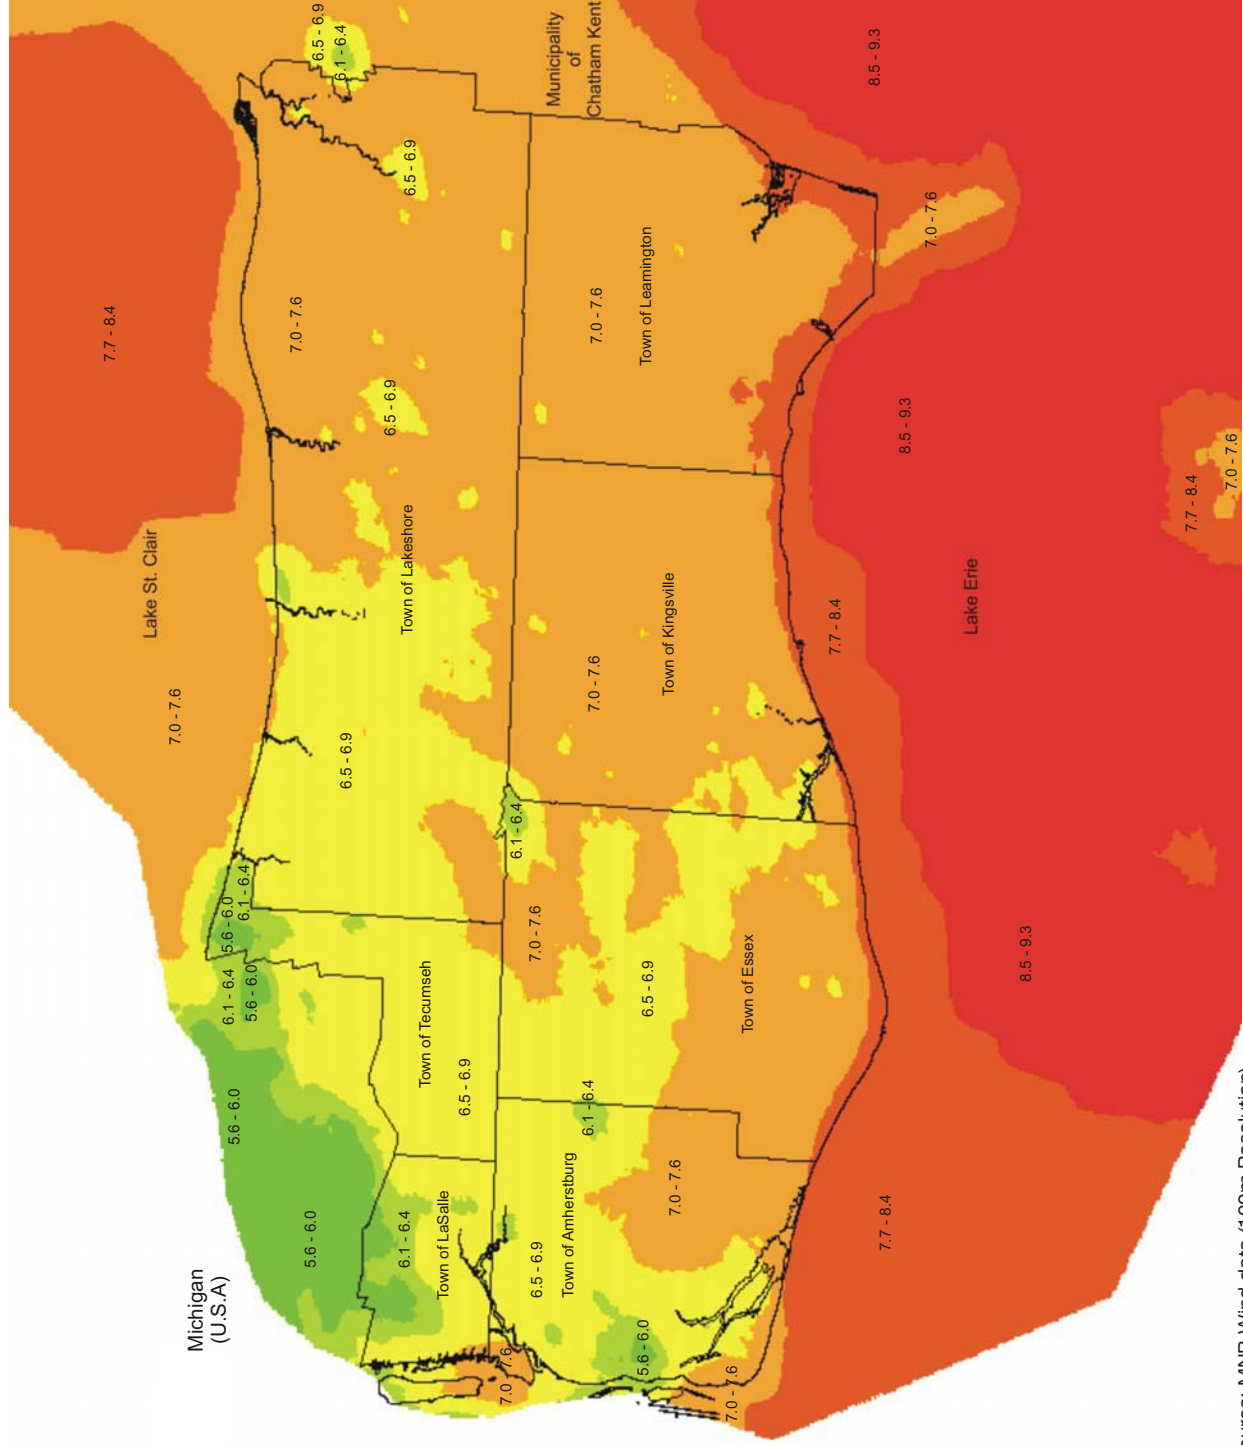 7.7 - 8.4
Lake St. Clair
7.0 - 7.6
Michigan
(U.S.A)
5.6 - 6.0
6.1 - 6.4
5.6 - 6.0
6.1 - 6.4
5.6 - 6.0
7.0 - 7.6
5.6 - 6.0
6.5 - 6.9
6.1 - 6.4
6.5 - 6.9
6.5 - 6.9
6.1 - 6.4
Town of Lakeshore
6.5 - 6.9
Town of Tecumseh
Town of LaSalle
6.5 - 6.9
7.0 - 7.6
6.1 - 6.4
7.0 - 7.6
6.5 - 6.9
Municipality
of
Chatham Kent
Town of Amherstburg
6.1 - 6.4
7.0 - 7.6
7.0 - 7.6
5.6 - 6.0
6.5 - 6.9
Town of Leamington
Town of Kingsville
7.0 - 7.6
7.0 - 7.6
Town of Essex
7.7 - 8.4
8.5 - 9.3
7.7 - 8.4
8.5 - 9.3
7.0 - 7.6
Lake Erie
8.5 - 9.3
7.7 - 8.4
7.0 - 7.6
MNR Wind data (100m Resolution)